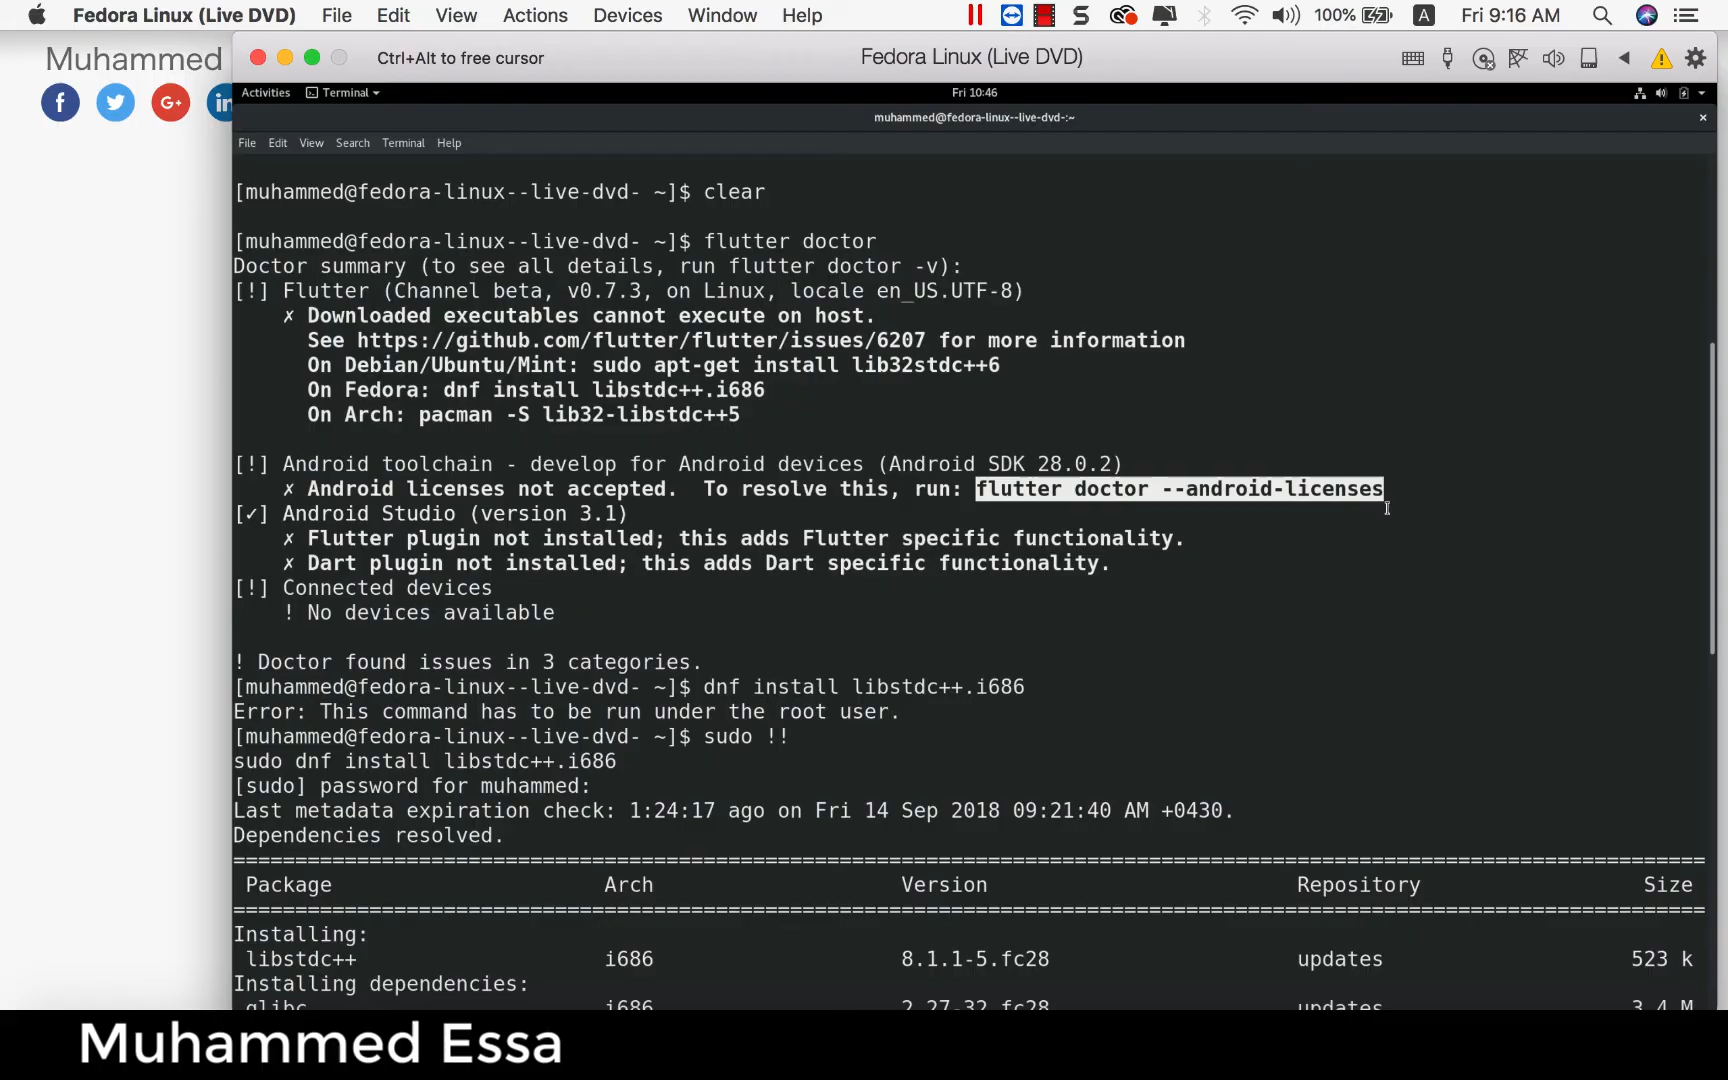 Fedora Linux (Live DVD) File Edit View Actions Devices Window Help 100% A Fri 9:16 AM
Muhammed
f G+ in
Ctrl+Alt to free cursor Fedora Linux (Live DVD)
Activities Terminal Fri 10:46
muhammed@fedora-linux--live-dvd-:~ ×
File Edit View Search Terminal Help
[muhammed@fedora-linux--live-dvd- ~]$ clear
[muhammed@fedora-linux--live-dvd- ~]$ flutter doctor
Doctor summary (to see all details, run flutter doctor -v):
[!] Flutter (Channel beta, v0.7.3, on Linux, locale en_US.UTF-8)
✗ Downloaded executables cannot execute on host.
See https://github.com/flutter/flutter/issues/6207 for more information
On Debian/Ubuntu/Mint: sudo apt-get install lib32stdc++6
On Fedora: dnf install libstdc++.i686
On Arch: pacman -S lib32-libstdc++5
[!] Android toolchain - develop for Android devices (Android SDK 28.0.2)
✗ Android licenses not accepted.  To resolve this, run: flutter doctor --android-licenses
[✓] Android Studio (version 3.1)
✗ Flutter plugin not installed; this adds Flutter specific functionality.
✗ Dart plugin not installed; this adds Dart specific functionality.
[!] Connected devices
! No devices available
! Doctor found issues in 3 categories.
[muhammed@fedora-linux--live-dvd- ~]$ dnf install libstdc++.i686
Error: This command has to be run under the root user.
[muhammed@fedora-linux--live-dvd- ~]$ sudo !!
sudo dnf install libstdc++.i686
[sudo] password for muhammed:
Last metadata expiration check: 1:24:17 ago on Fri 14 Sep 2018 09:21:40 AM +0430.
Dependencies resolved.
================================================================================
Package Arch Version Repository Size
================================================================================
Installing:
libstdc++ i686 8.1.1-5.fc28 updates 523 k
Installing dependencies:
glibc i686 2.27-32.fc28 updates 3.4 M
Muhammed Essa